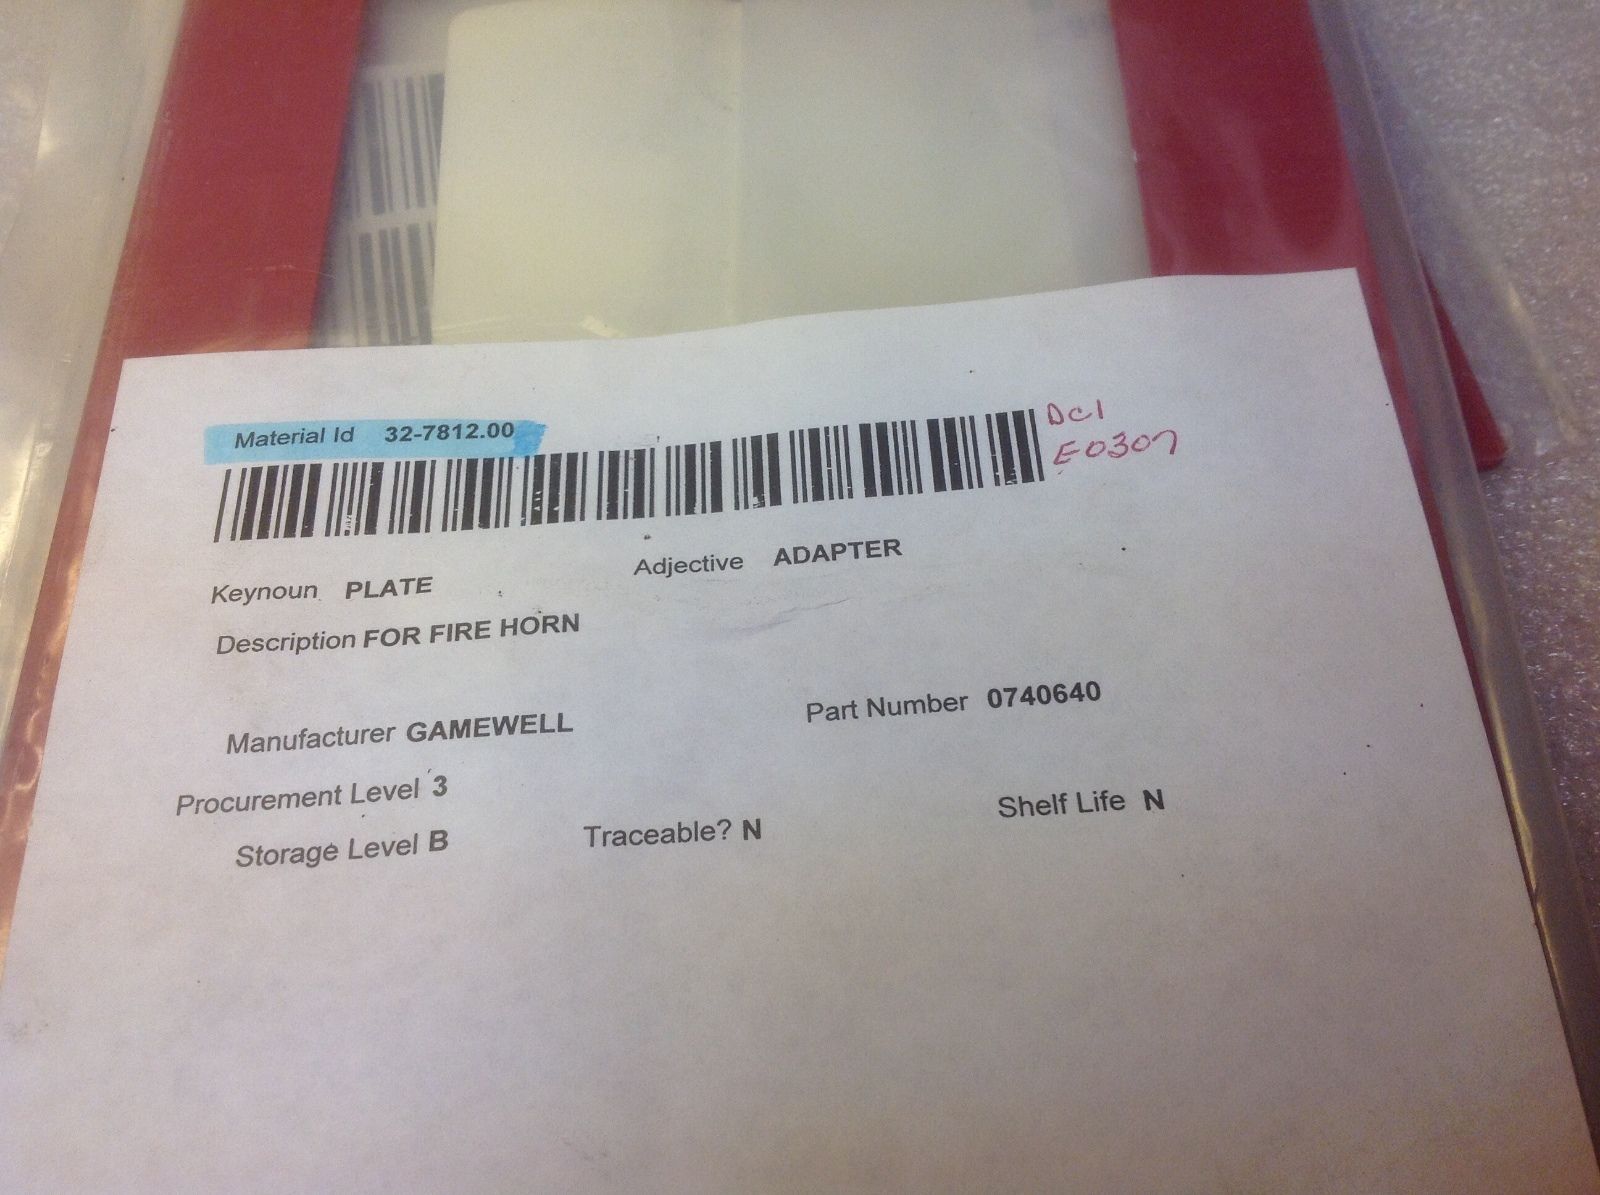 Material Id 32-7812.00
DC1
E0307
Keynoun PLATE Adjective ADAPTER
Description FOR FIRE HORN
Manufacturer GAMEWELL Part Number 0740640
Procurement Level 3
Storage Level B Traceable? N Shelf Life N